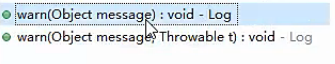 warn(Object message) : void - Log
warn(Object message, Throwable t) : void - Log